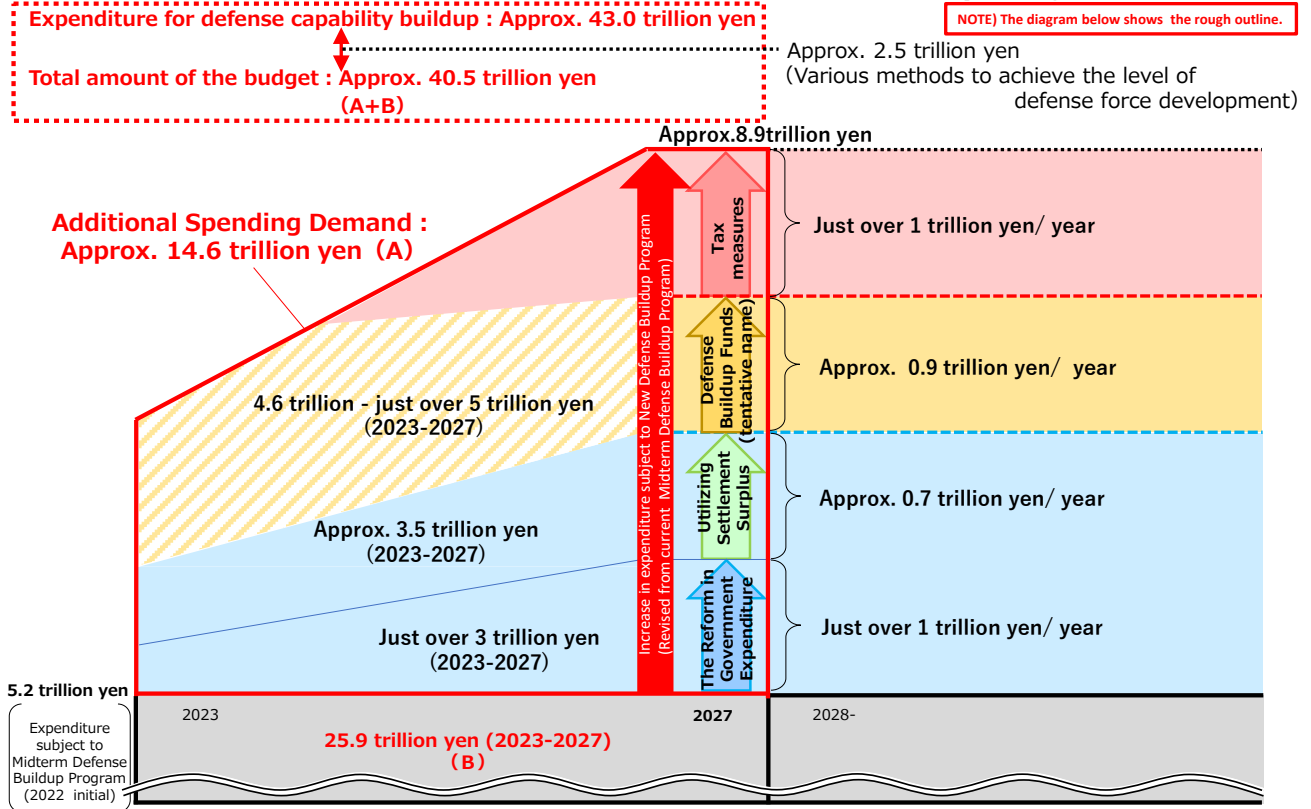 Expenditure for defense capability buildup : Approx. 43.0 trillion yen
NOTE) The diagram below shows the rough outline.
Approx. 2.5 trillion yen
(Various methods to achieve the level of
defense force development)
Total amount of the budget : Approx. 40.5 trillion yen
(A+B)
Approx.8.9trillion yen
Additional Spending Demand :
Approx. 14.6 trillion yen (A)
Increase in expenditure subject to New Defense Buildup Program
(Revised from current Midterm Defense Buildup Program)
Tax
measures
Just over 1 trillion yen/ year
4.6 trillion - just over 5 trillion yen
(2023-2027)
Defense
Buildup Funds
(tentative name)
Approx. 0.9 trillion yen/ year
Approx. 3.5 trillion yen
(2023-2027)
Utilizing
Settlement
Surplus
Approx. 0.7 trillion yen/ year
Just over 3 trillion yen
(2023-2027)
The Reform in
Government
Expenditure
Just over 1 trillion yen/ year
5.2 trillion yen
Expenditure
subject to
Midterm Defense
Buildup Program
(2022 initial)
2023
2027
2028-
25.9 trillion yen (2023-2027)
(B)